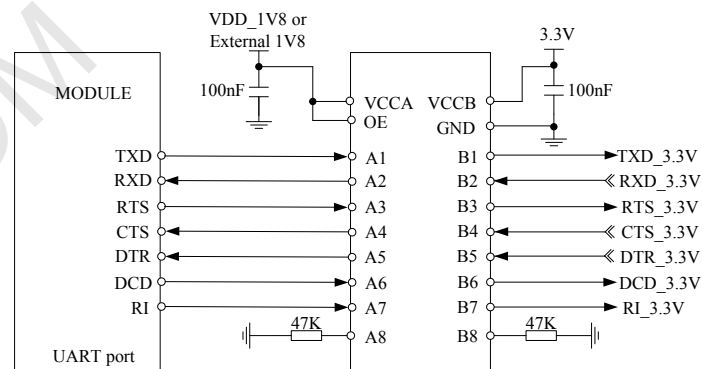 VDD_1V8 or
External 1V8
3.3V
100nF
100nF
MODULE
VCCA VCCB
OE
GND
TXD A1 B1 TXD_3.3V
RXD A2 B2 RXD_3.3V
RTS A3 B3 RTS_3.3V
CTS A4 B4 CTS_3.3V
DTR A5 B5 DTR_3.3V
DCD A6 B6 DCD_3.3V
RI A7 B7 RI_3.3V
47K A8 B8 47K
UART port